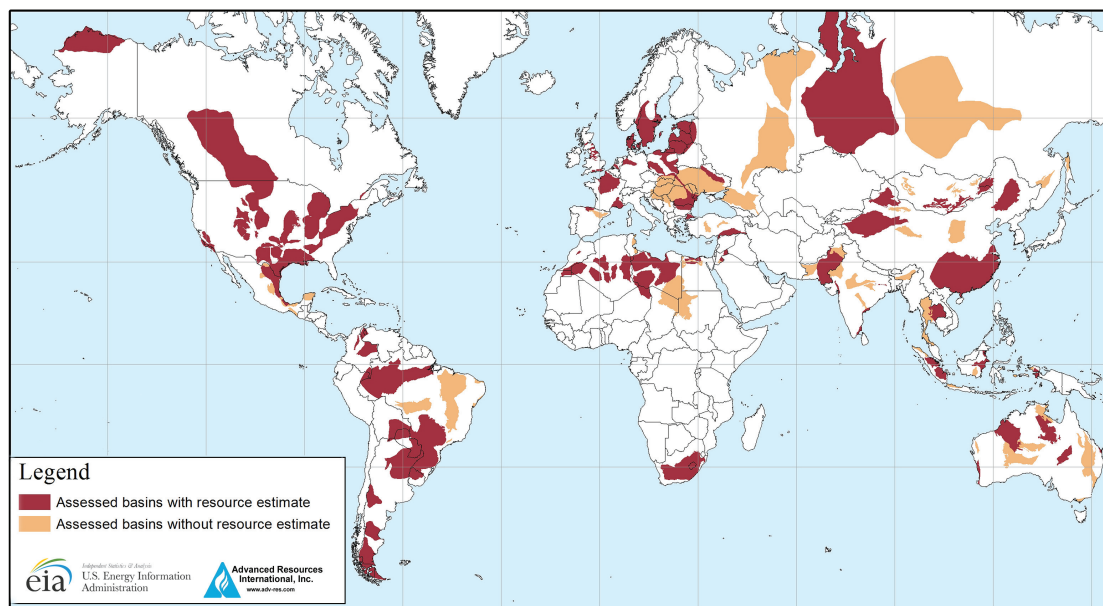 Legend
Assessed basins with resource estimate
Assessed basins without resource estimate
eia
Independent Statistics & Analysis
U.S. Energy Information
Administration
Advanced Resources
International, Inc.
www.adv-res.com